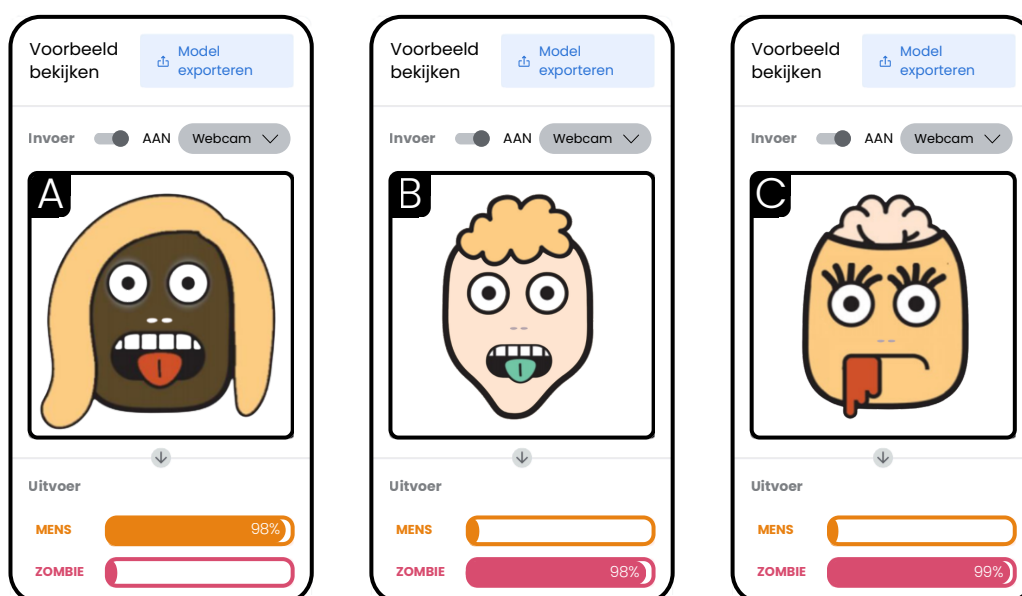 Voorbeeld
bekijken
Model
exporteren
Invoer
AAN
Webcam
A
Uitvoer
MENS
98%
ZOMBIE
Voorbeeld
bekijken
Model
exporteren
Invoer
AAN
Webcam
B
Uitvoer
MENS
ZOMBIE
98%
Voorbeeld
bekijken
Model
exporteren
Invoer
AAN
Webcam
C
Uitvoer
MENS
ZOMBIE
99%